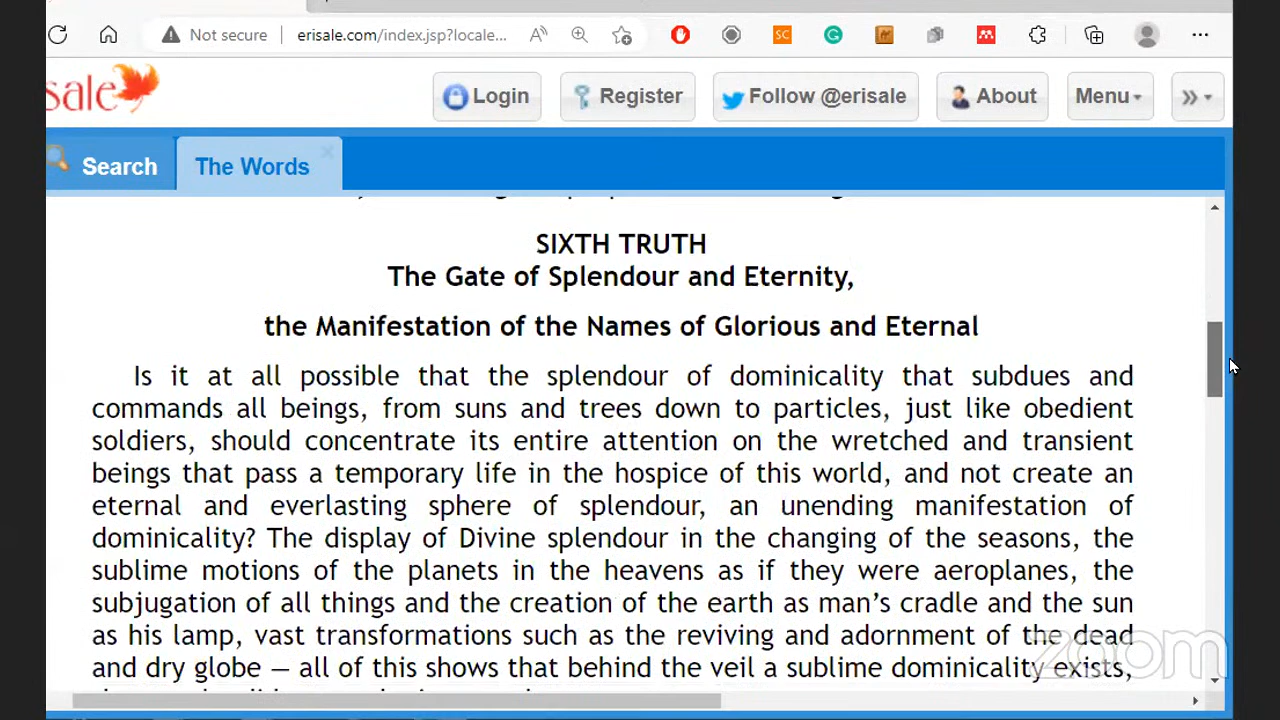 Not secure erisale.com/index.jsp?locale...
sale Login Register Follow @erisale About Menu
Search The Words
SIXTH TRUTH
The Gate of Splendour and Eternity,
the Manifestation of the Names of Glorious and Eternal
Is it at all possible that the splendour of dominicality that subdues and
commands all beings, from suns and trees down to particles, just like obedient
soldiers, should concentrate its entire attention on the wretched and transient
beings that pass a temporary life in the hospice of this world, and not create an
eternal and everlasting sphere of splendour, an unending manifestation of
dominicality? The display of Divine splendour in the changing of the seasons, the
sublime motions of the planets in the heavens as if they were aeroplanes, the
subjugation of all things and the creation of the earth as man’s cradle and the sun
as his lamp, vast transformations such as the reviving and adornment of the dead
and dry globe — all of this shows that behind the veil a sublime dominicality exists,
zoom